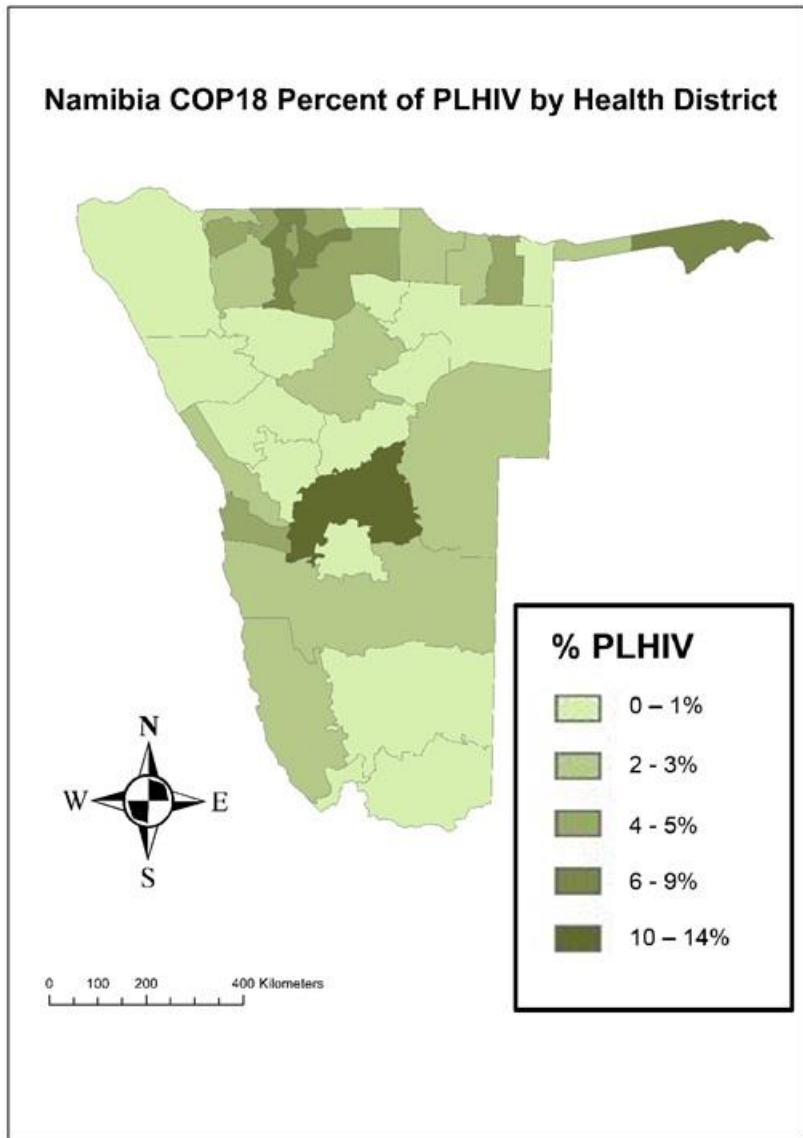 Namibia COP18 Percent of PLHIV by Health District
% PLHIV
0 – 1%
2 - 3%
4 - 5%
6 - 9%
10 – 14%
N
W E
S
0 100 200 400 Kilometers